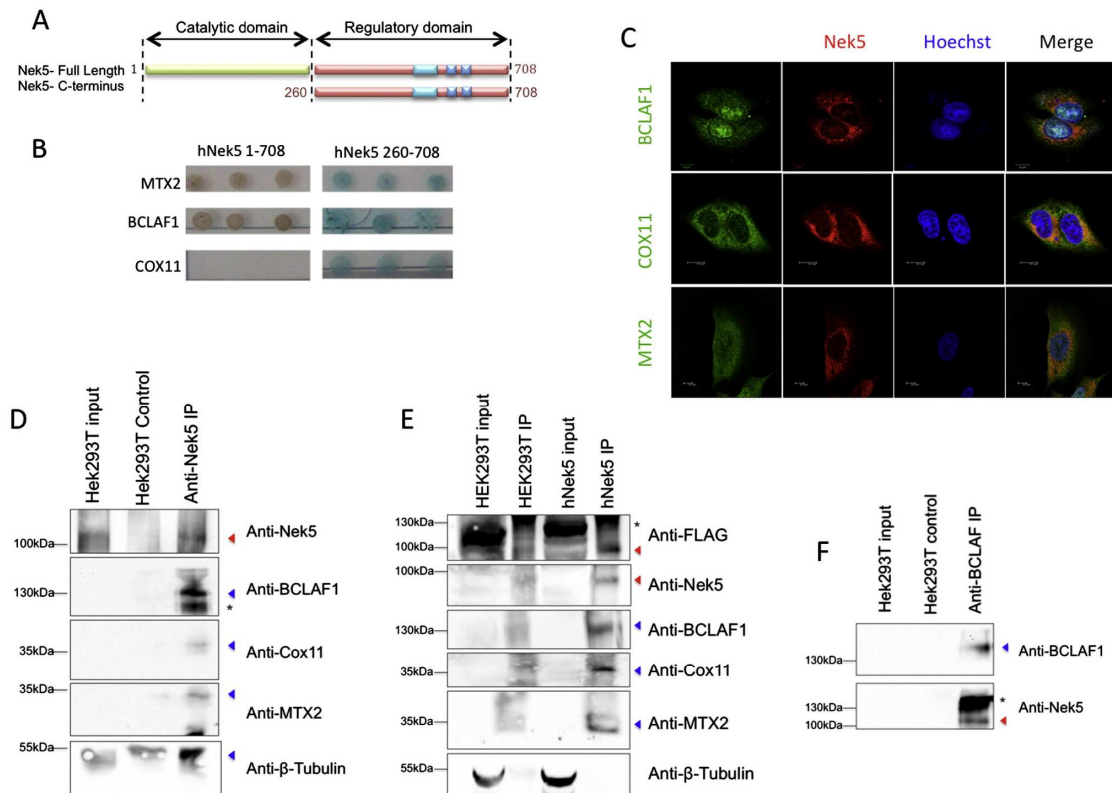 A
Catalytic domain
Regulatory domain
Nek5- Full Length
1
708
Nek5- C-terminus
260
708
B
hNek5 1-708
hNek5 260-708
MTX2
BCLAF1
COX11
C
Nek5
Hoechst
Merge
BCLAF1
COX11
MTX2
D
Hek293T input
Hek293T Control
Anti-Nek5 IP
100kDa
Anti-Nek5
130kDa
Anti-BCLAF1
*
35kDa
Anti-Cox11
35kDa
Anti-MTX2
55kDa
Anti-β-Tubulin
E
HEK293T input
HEK293T IP
hNek5 input
hNek5 IP
130kDa
*
Anti-FLAG
100kDa
100kDa
Anti-Nek5
130kDa
Anti-BCLAF1
35kDa
Anti-Cox11
35kDa
Anti-MTX2
55kDa
Anti-β-Tubulin
F
Hek293T input
Hek293T control
Anti-BCLAF IP
Anti-BCLAF1
130kDa
130kDa
*
Anti-Nek5
100kDa